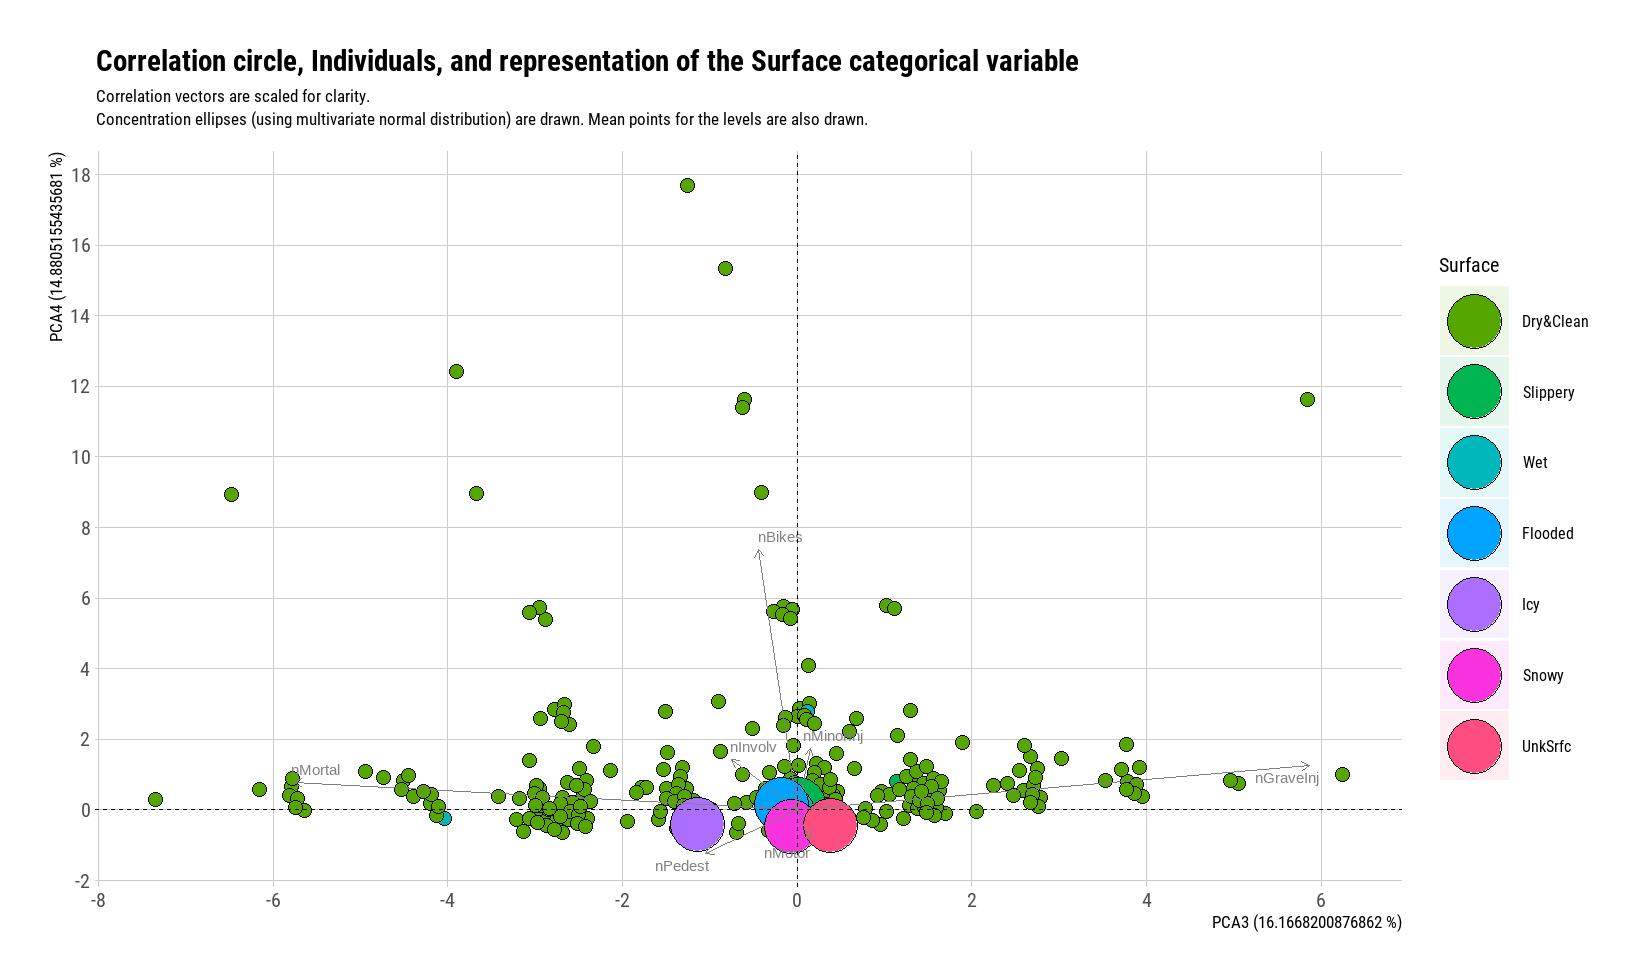 Correlation circle, Individuals, and representation of the Surface categorical variable
Correlation vectors are scaled for clarity.
Concentration ellipses (using multivariate normal distribution) are drawn. Mean points for the levels are also drawn.
PCA4 (14.8805155435681 %)
18
16
14
12
10
8
6
4
2
0
-2
nBikes
nInvolv
nMinorInj
nMortal
nGraveInj
nPedest
nMotor
-8
-6
-4
-2
0
2
4
6
PCA3 (16.1668200876862 %)
Surface
Dry&Clean
Slippery
Wet
Flooded
Icy
Snowy
UnkSrfc